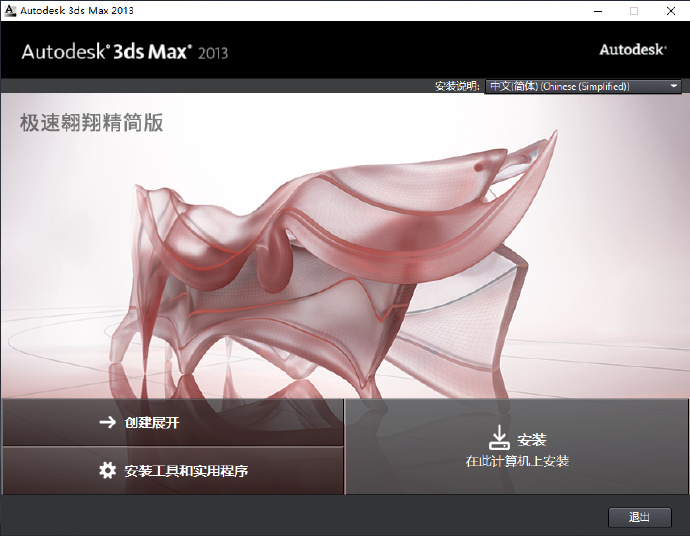 Autodesk 3ds Max 2013
Autodesk® 3ds Max® 2013
Autodesk®
安装说明: 中文(简体) (Chinese (Simplified))
极速翱翔精简版
创建展开
安装工具和实用程序
安装
在此计算机上安装
退出